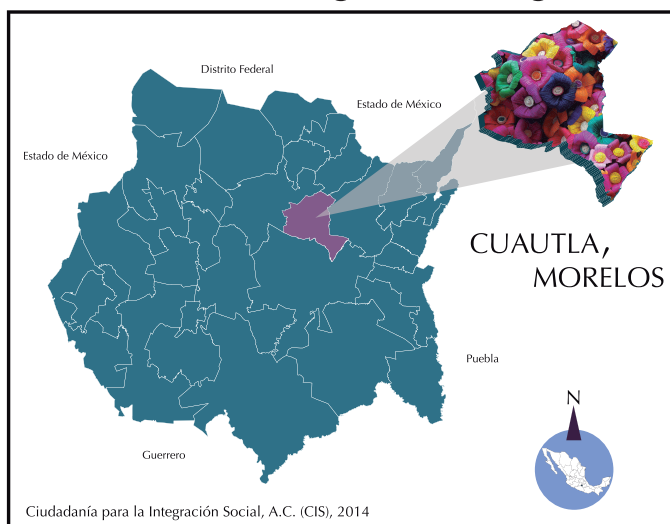 Distrito Federal
Estado de México
Estado de México
CUAUTLA,
MORELOS
Puebla
N
Guerrero
Ciudadanía para la Integración Social, A.C. (CIS), 2014